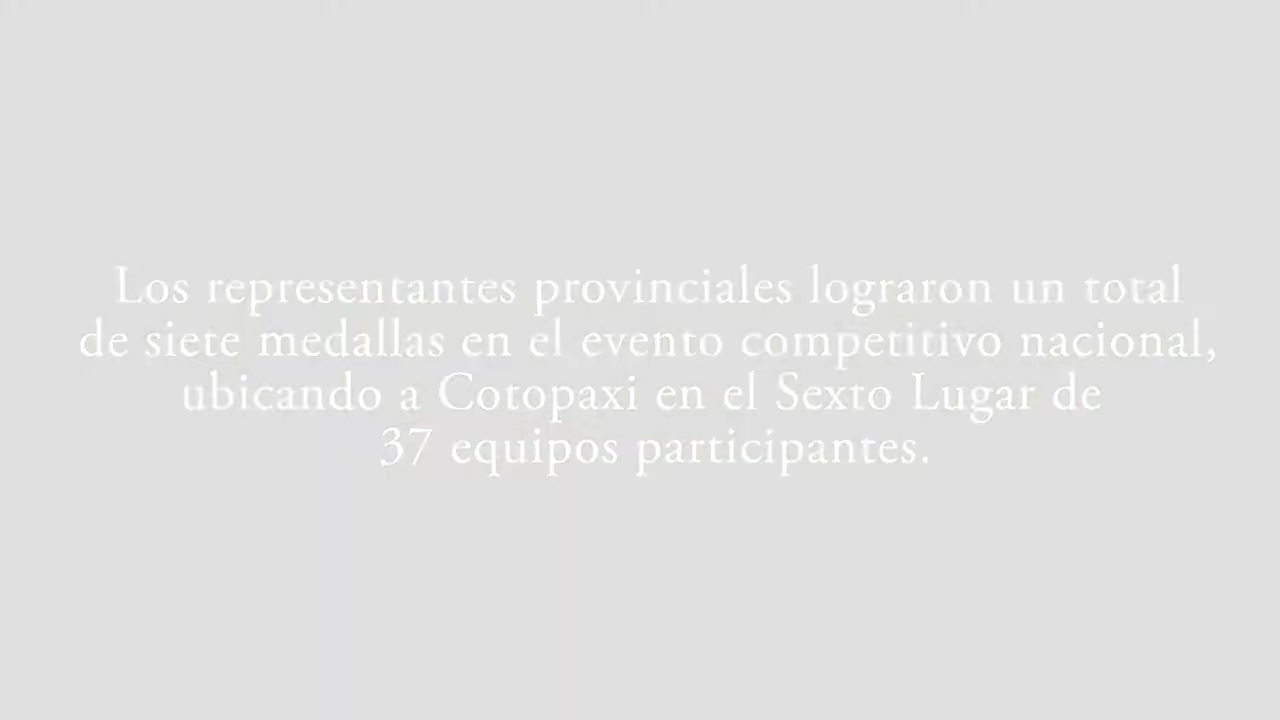 Los representantes provinciales lograron un total
de siete medallas en el evento competitivo nacional,
ubicando a Cotopaxi en el Sexto Lugar de
37 equipos participantes.